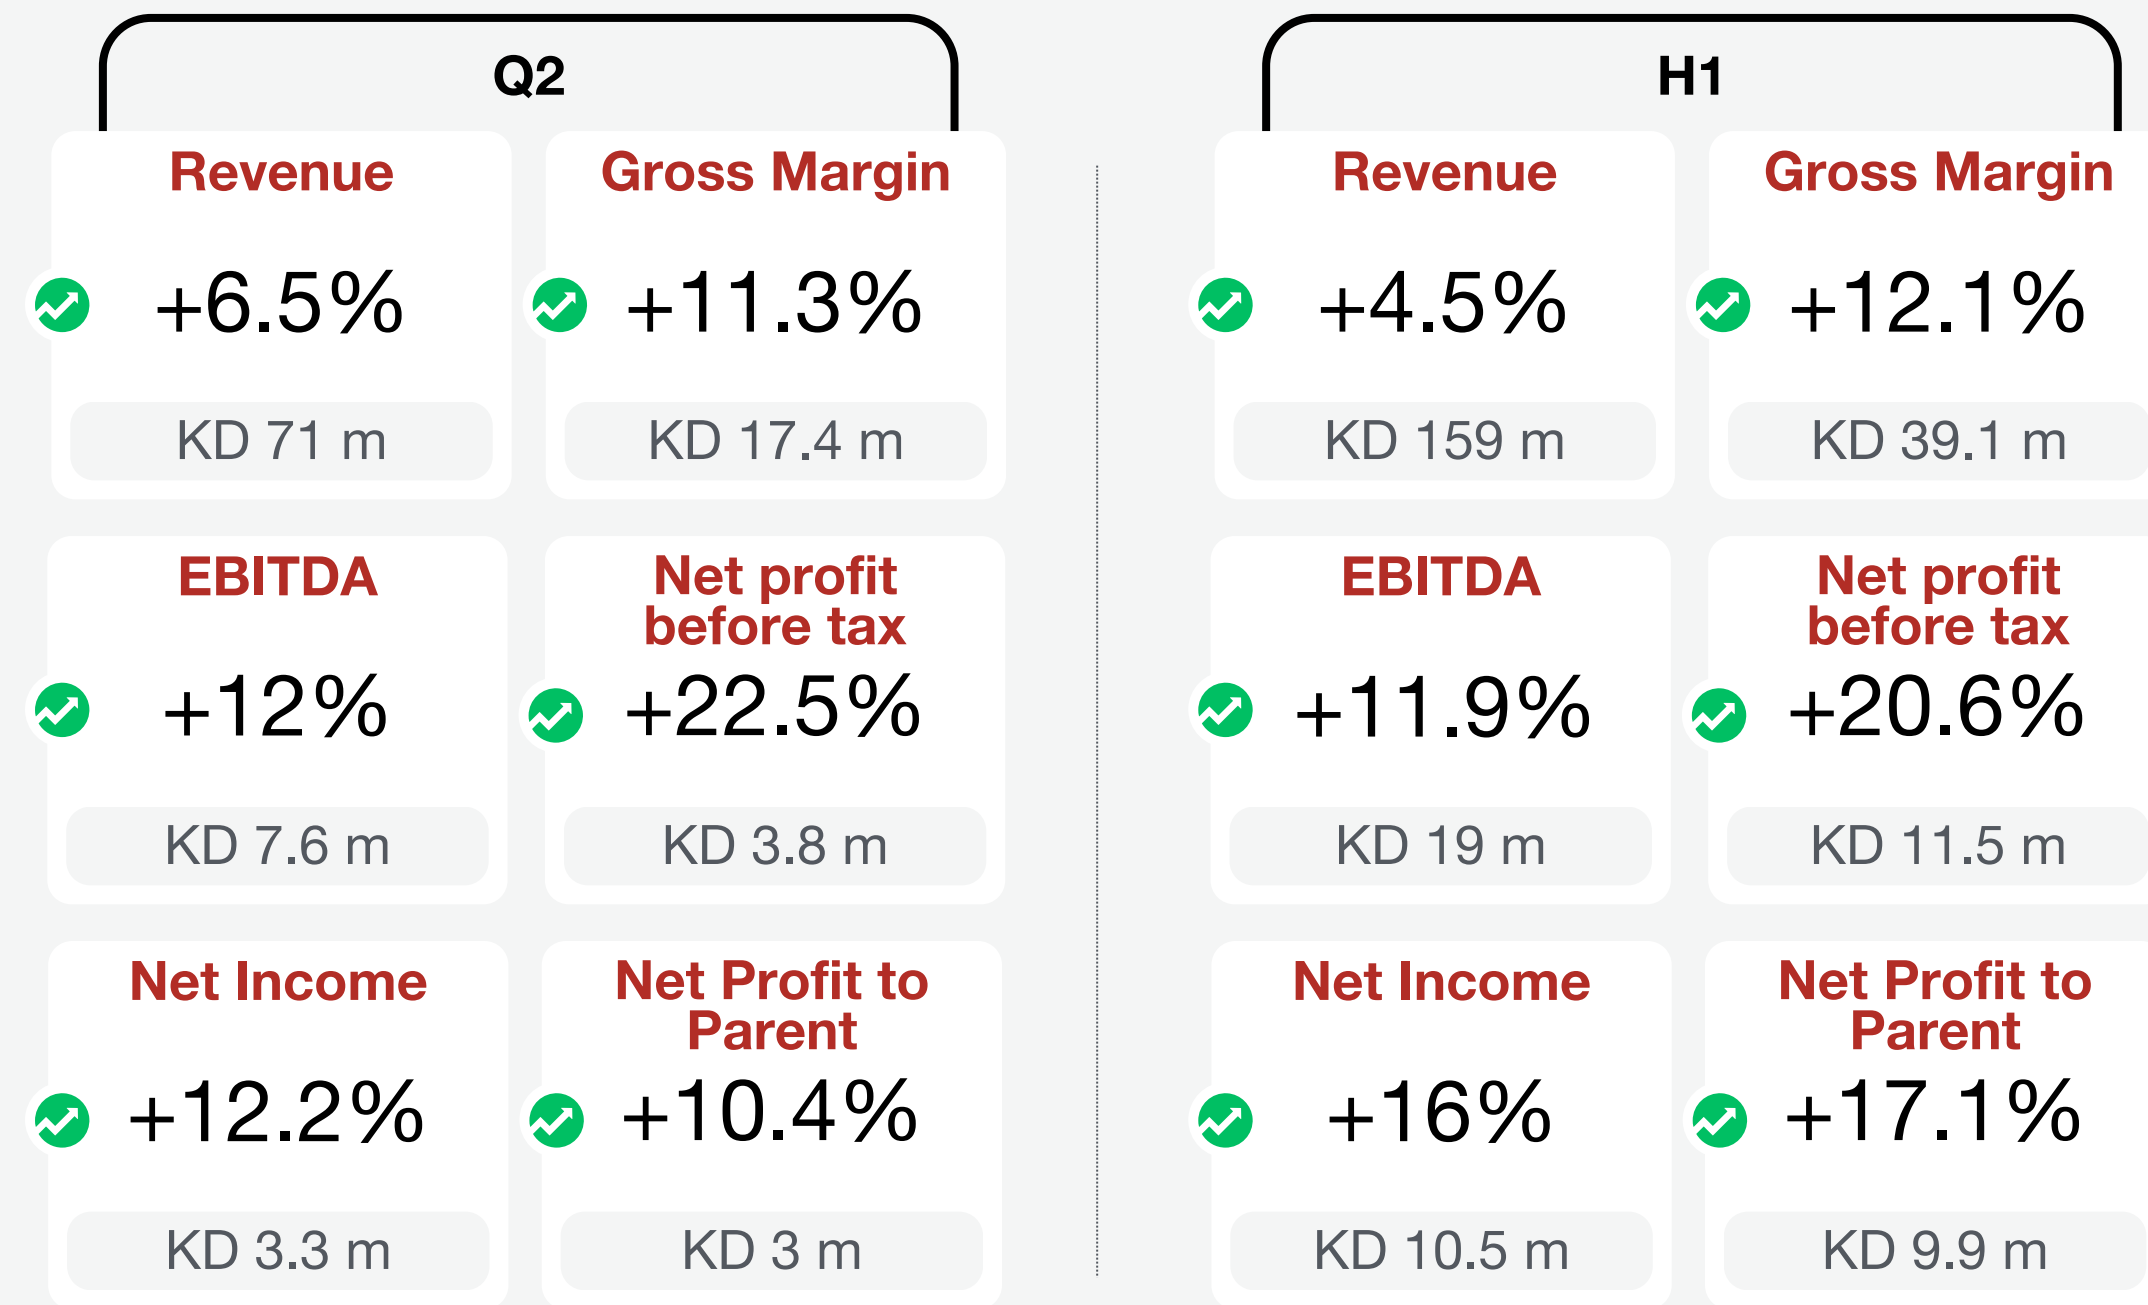 Q2
Revenue
+6.5%
KD 71 m
Gross Margin
+11.3%
KD 17.4 m
EBITDA
+12%
KD 7.6 m
Net profit
before tax
+22.5%
KD 3.8 m
Net Income
+12.2%
KD 3.3 m
Net Profit to
Parent
+10.4%
KD 3 m
H1
Revenue
+4.5%
KD 159 m
Gross Margin
+12.1%
KD 39.1 m
EBITDA
+11.9%
KD 19 m
Net profit
before tax
+20.6%
KD 11.5 m
Net Income
+16%
KD 10.5 m
Net Profit to
Parent
+17.1%
KD 9.9 m